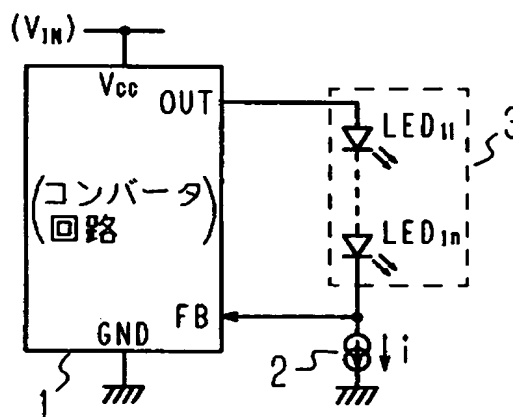 (VIN)
Vcc
OUT
LED11
3
(コンバータ
回路)
LED1n
FB
GND
1
2
i